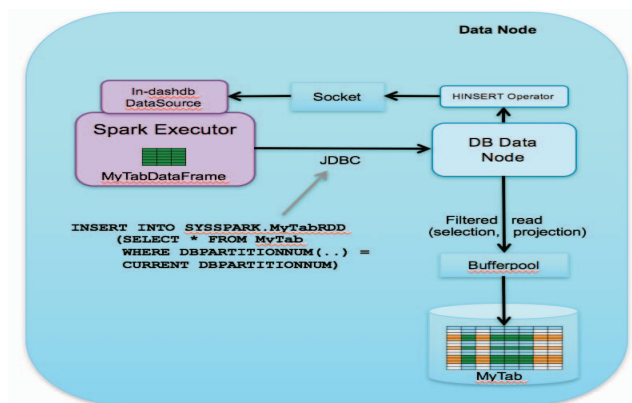 Data Node
In-dashdb
DataSource
Socket
HINSERT Operator
Spark Executor
MyTabDataFrame
JDBC
DB Data
Node
INSERT INTO SYSSPARK.MyTabRDD
(SELECT * FROM MyTab
WHERE DBPARTITIONNUM(..) =
CURRENT DBPARTITIONNUM)
Filtered read
(selection, projection)
Bufferpool
MyTab